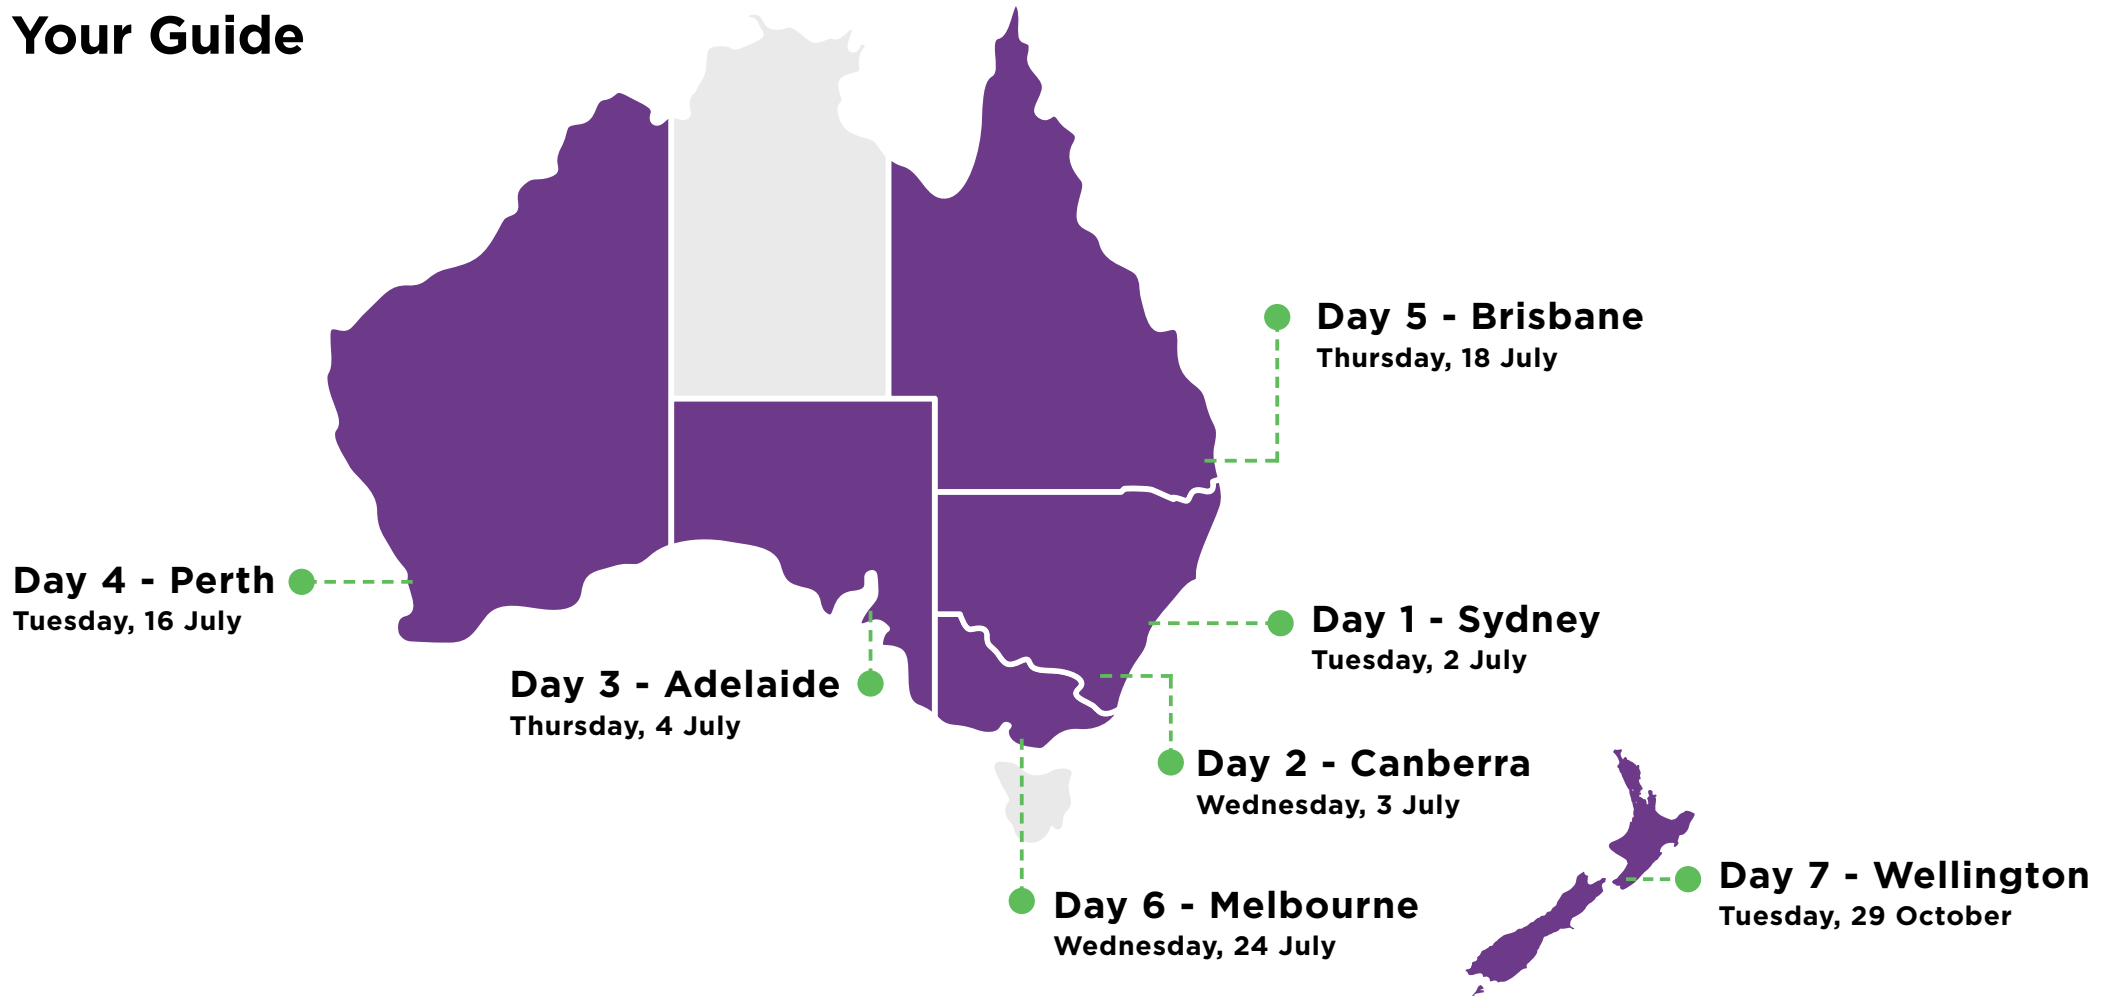 Your Guide
Day 5 - Brisbane
Thursday, 18 July
Day 4 - Perth
Tuesday, 16 July
Day 1 - Sydney
Tuesday, 2 July
Day 3 - Adelaide
Thursday, 4 July
Day 2 - Canberra
Wednesday, 3 July
Day 7 - Wellington
Tuesday, 29 October
Day 6 - Melbourne
Wednesday, 24 July